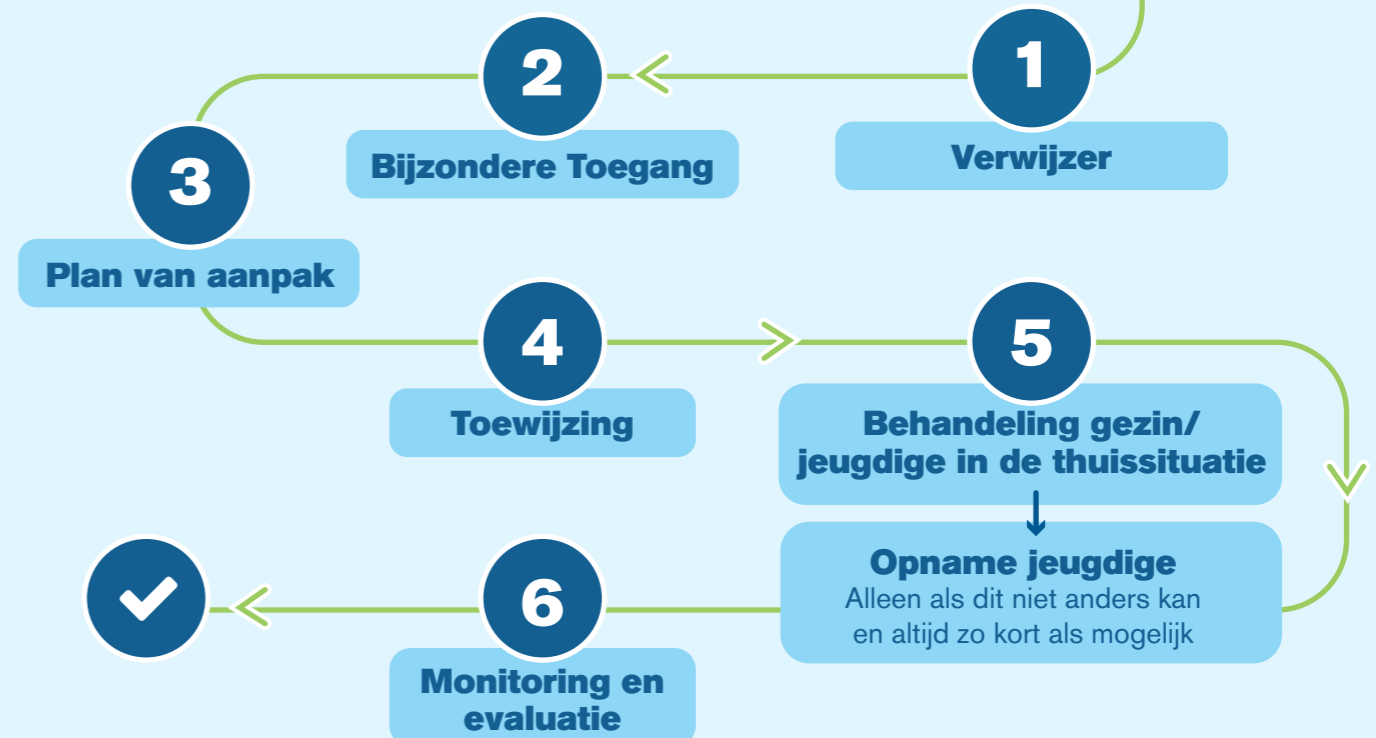 1
Verwijzer
2
Bijzondere Toegang
3
Plan van aanpak
4
Toewijzing
5
Behandeling gezin/
jeugdige in de thuissituatie
Opname jeugdige
Alleen als dit niet anders kan
en altijd zo kort als mogelijk
6
Monitoring en
evaluatie